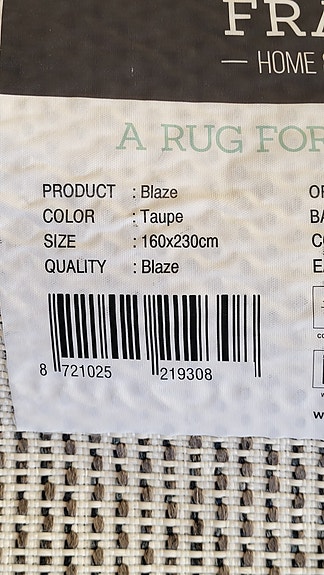 FRA
— HOME
A RUG FOR
PRODUCT : Blaze
COLOR : Taupe
SIZE : 160x230cm
QUALITY : Blaze
8 721025 219308